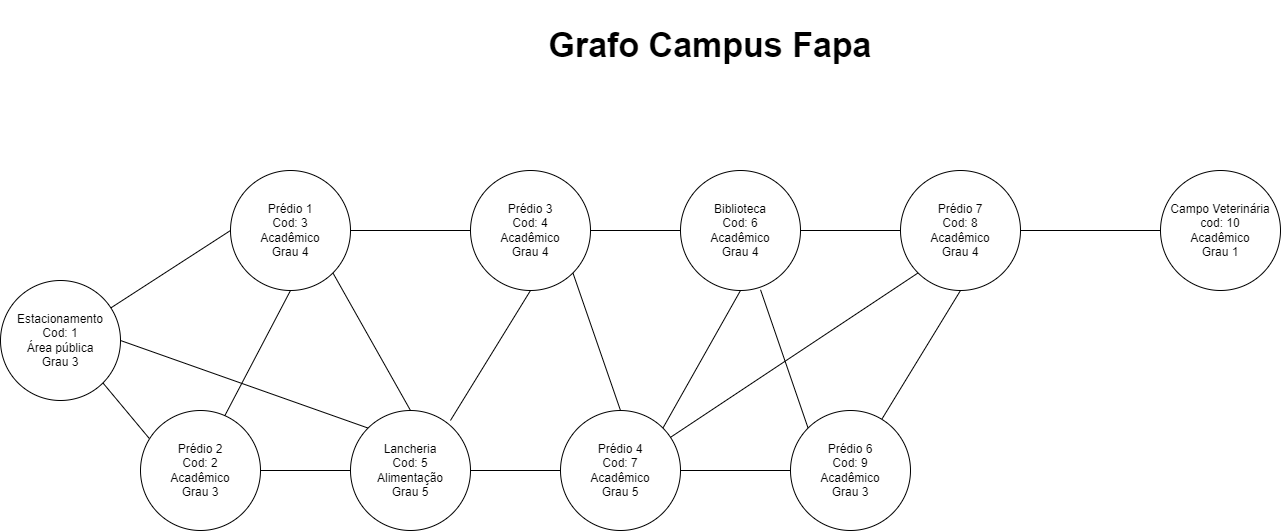 Grafo Campus Fapa
Prédio 1
Cod: 3
Acadêmico
Grau 4
Prédio 3
Cod: 4
Acadêmico
Grau 4
Biblioteca
Cod: 6
Acadêmico
Grau 4
Prédio 7
Cod: 8
Acadêmico
Grau 4
Campo Veterinária
cod: 10
Acadêmico
Grau 1
Estacionamento
Cod: 1
Área pública
Grau 3
Prédio 2
Cod: 2
Acadêmico
Grau 3
Lancheria
Cod: 5
Alimentação
Grau 5
Prédio 4
Cod: 7
Acadêmico
Grau 5
Prédio 6
Cod: 9
Acadêmico
Grau 3